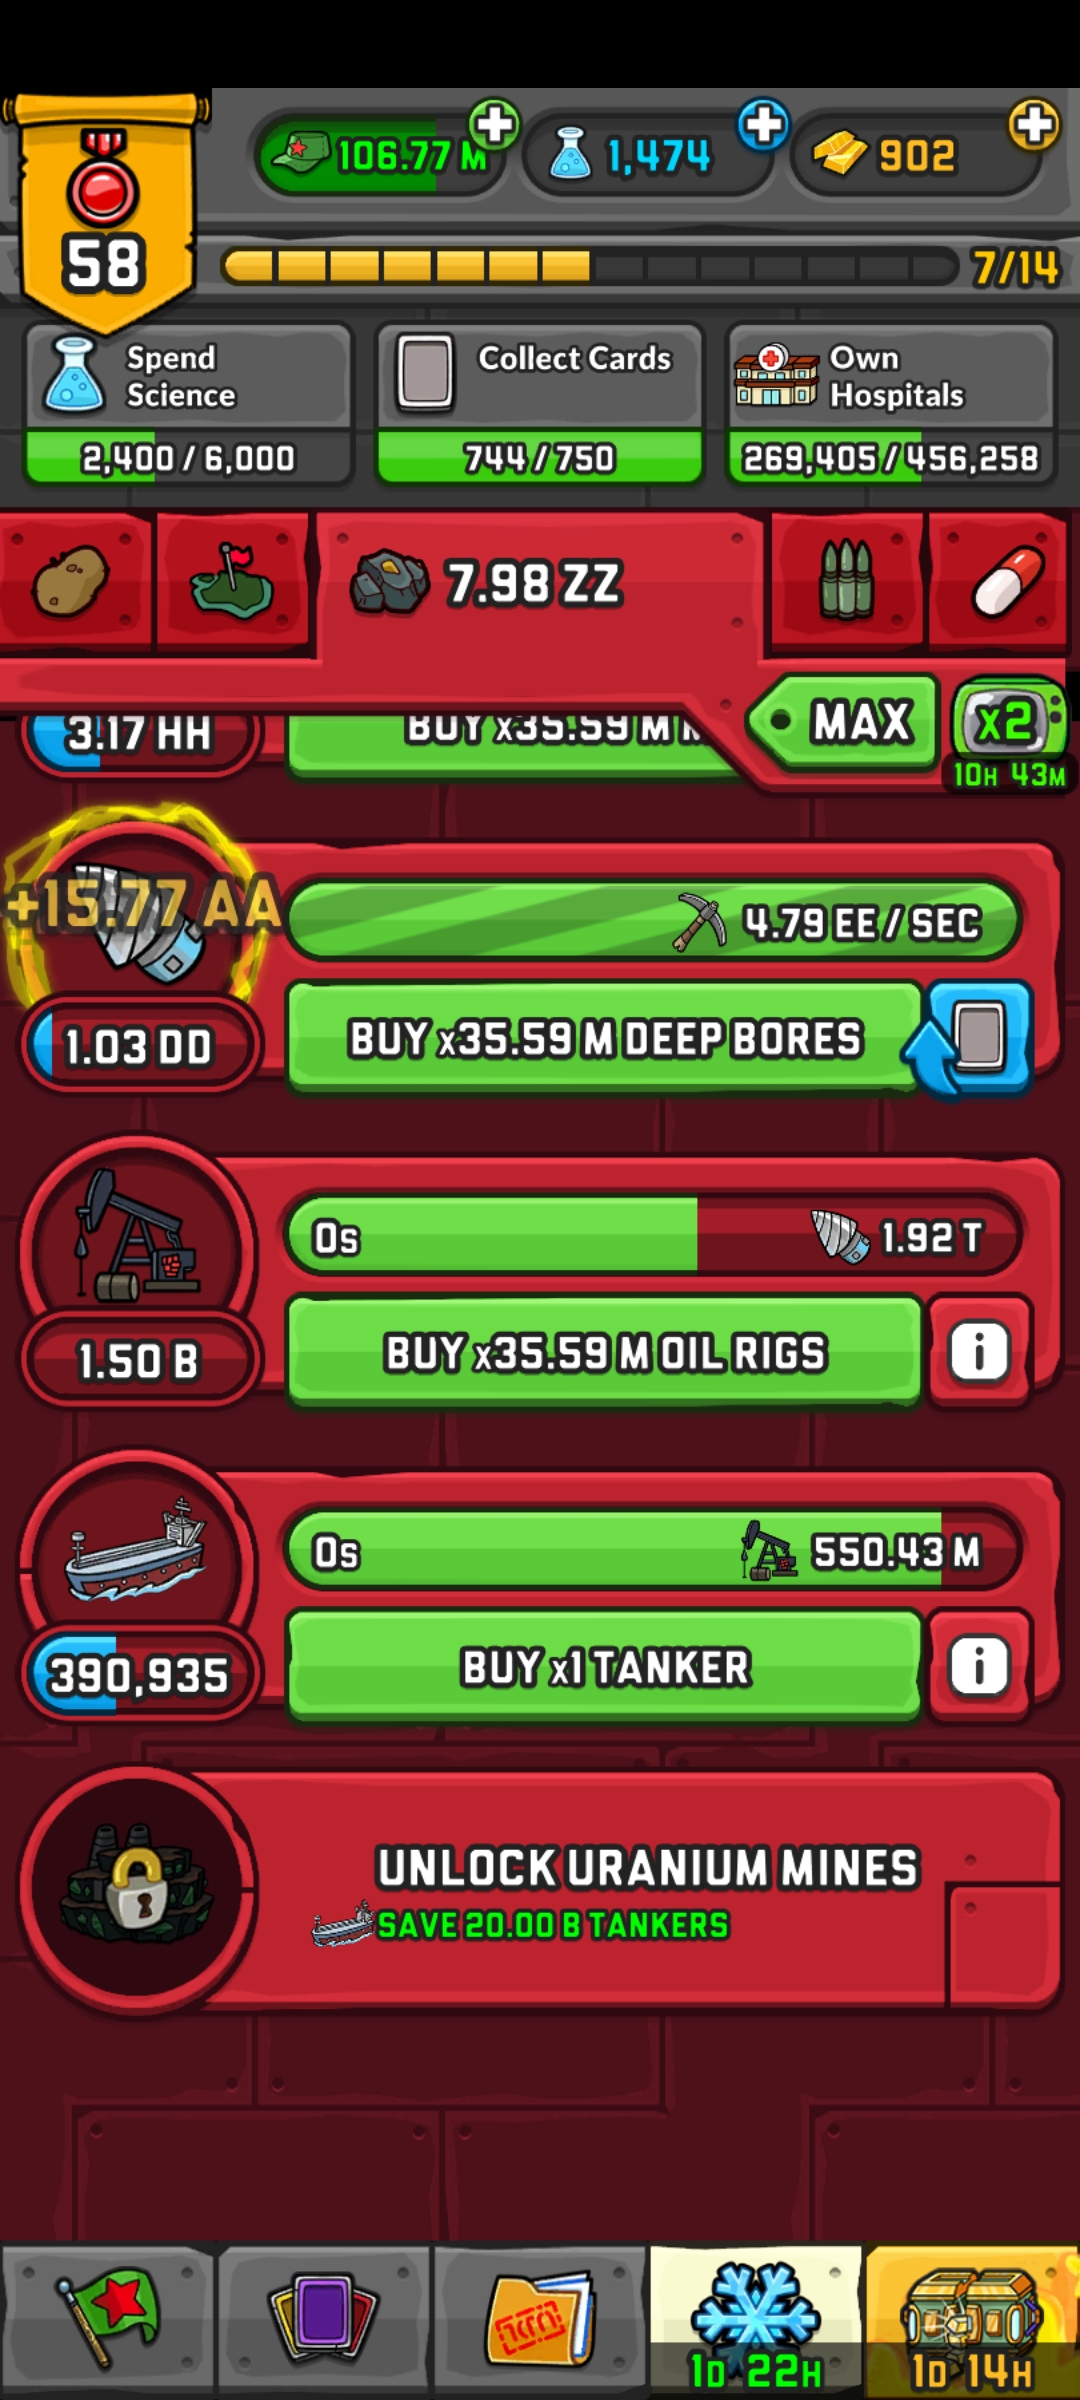 106.77 M
1,474
902
58
7/14
Spend
Science
2,400 / 6,000
Collect Cards
744 / 750
Own
Hospitals
269,405 / 456,258
7.98 ZZ
MAX
x2
10H 43M
3.17 HH
BUY x35.59 M
+15.77 AA
4.79 EE / SEC
1.03 DD
BUY x35.59 M DEEP BORES
0s
1.92 T
1.50 B
BUY x35.59 M OIL RIGS
i
0s
550.43 M
390,935
BUY x1 TANKER
i
UNLOCK URANIUM MINES
SAVE 20.00 B TANKERS
1D 22H
1D 14H